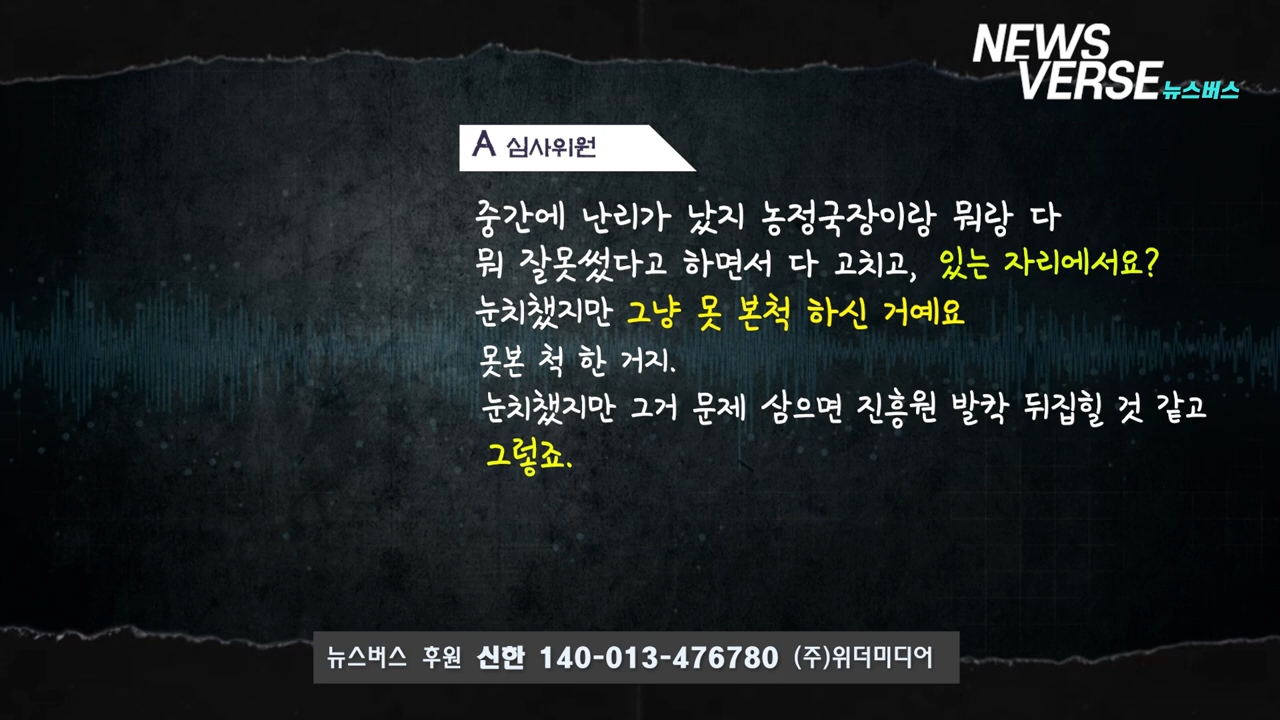 NEWS
VERSE 뉴스버스
A 심사위원
중간에 난리가 났지 농정국장이랑 뭐랑 다
뭐 잘못썼다고 하면서 다 고치고, 있는 자리에서요?
눈치챘지만 그냥 못 본척 하신 거예요
못본 척 한 거지.
눈치챘지만 그거 문제 삼으면 진흥원 발칵 뒤집힐 것 같고
그렇죠.
뉴스버스 후원 신한 140-013-476780 (주)위더미디어